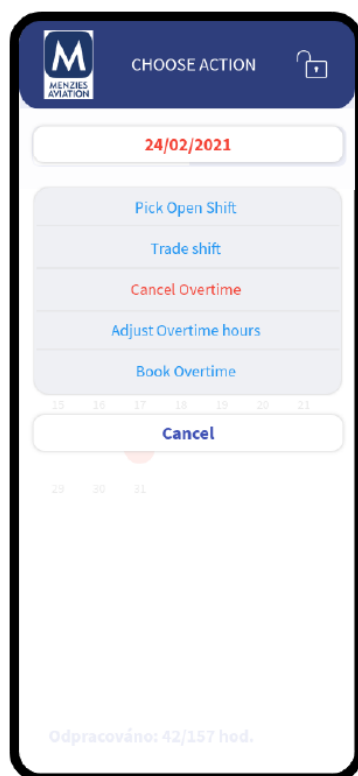 MENZIES
AVIATION
CHOOSE ACTION
24/02/2021
Pick Open Shift
Trade shift
Cancel Overtime
Adjust Overtime hours
Book Overtime
15 16 17 18 19 20 21
Cancel
29 30 31
Odpracováno: 42/157 hod.